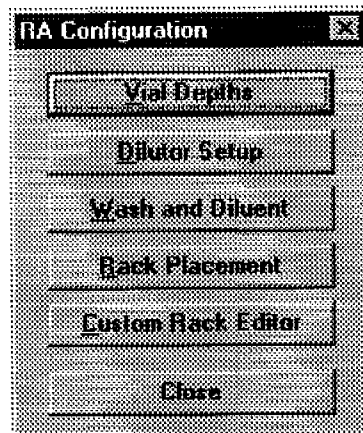 RA Configuration
Vial Depths
Dilutor Setup
Wash and Diluent
Rack Placement
Custom Rack Editor
Close